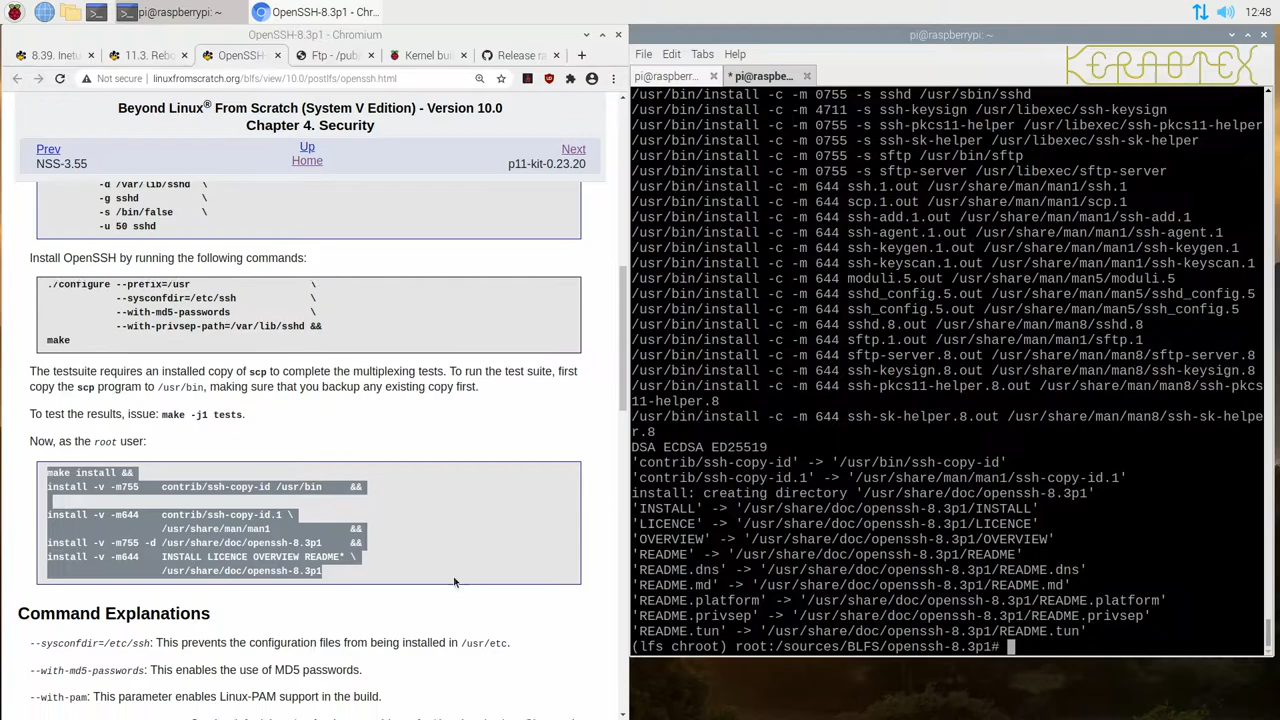 pi@raspberrypi: ~
OpenSSH-8.3p1 - Chr...
12:48
OpenSSH-8.3p1 - Chromium
8.39. Inetu
11.3. Rebo
OpenSSH-
Ftp - /pub/
Kernel buil
Release ra
Not secure
linuxfromscratch.org/blfs/view/10.0/postlfs/openssh.html
Beyond Linux® From Scratch (System V Edition) - Version 10.0
Chapter 4. Security
Prev
Up
Next
NSS-3.55
Home
p11-kit-0.23.20
-d /var/lib/sshd \
-g sshd \
-s /bin/false \
-u 50 sshd
Install OpenSSH by running the following commands:
./configure --prefix=/usr \
--sysconfdir=/etc/ssh \
--with-md5-passwords \
--with-privsep-path=/var/lib/sshd &&
make
The testsuite requires an installed copy of scp to complete the multiplexing tests. To run the test suite, first
copy the scp program to /usr/bin, making sure that you backup any existing copy first.
To test the results, issue: make -j1 tests.
Now, as the root user:
make install &&
install -v -m755 contrib/ssh-copy-id /usr/bin &&
install -v -m644 contrib/ssh-copy-id.1 \
/usr/share/man/man1 &&
install -v -m755 -d /usr/share/doc/openssh-8.3p1 &&
install -v -m644 INSTALL LICENCE OVERVIEW README* \
/usr/share/doc/openssh-8.3p1
Command Explanations
--sysconfdir=/etc/ssh: This prevents the configuration files from being installed in /usr/etc.
--with-md5-passwords: This enables the use of MD5 passwords.
--with-pam: This parameter enables Linux-PAM support in the build.
pi@raspberrypi: ~
File Edit Tabs Help
KERNOTEX
pi@raspberr...
* pi@raspbe...
/usr/bin/install -c -m 0755 -s sshd /usr/sbin/sshd
/usr/bin/install -c -m 4711 -s ssh-keysign /usr/libexec/ssh-keysign
/usr/bin/install -c -m 0755 -s ssh-pkcs11-helper /usr/libexec/ssh-pkcs11-helper
/usr/bin/install -c -m 0755 -s ssh-sk-helper /usr/libexec/ssh-sk-helper
/usr/bin/install -c -m 0755 -s sftp /usr/bin/sftp
/usr/bin/install -c -m 0755 -s sftp-server /usr/libexec/sftp-server
/usr/bin/install -c -m 644 ssh.1.out /usr/share/man/man1/ssh.1
/usr/bin/install -c -m 644 scp.1.out /usr/share/man/man1/scp.1
/usr/bin/install -c -m 644 ssh-add.1.out /usr/share/man/man1/ssh-add.1
/usr/bin/install -c -m 644 ssh-agent.1.out /usr/share/man/man1/ssh-agent.1
/usr/bin/install -c -m 644 ssh-keygen.1.out /usr/share/man/man1/ssh-keygen.1
/usr/bin/install -c -m 644 ssh-keyscan.1.out /usr/share/man/man1/ssh-keyscan.1
/usr/bin/install -c -m 644 moduli.5.out /usr/share/man/man5/moduli.5
/usr/bin/install -c -m 644 sshd_config.5.out /usr/share/man/man5/sshd_config.5
/usr/bin/install -c -m 644 ssh_config.5.out /usr/share/man/man5/ssh_config.5
/usr/bin/install -c -m 644 sshd.8.out /usr/share/man/man8/sshd.8
/usr/bin/install -c -m 644 sftp.1.out /usr/share/man/man1/sftp.1
/usr/bin/install -c -m 644 sftp-server.8.out /usr/share/man/man8/sftp-server.8
/usr/bin/install -c -m 644 ssh-keysign.8.out /usr/share/man/man8/ssh-keysign.8
/usr/bin/install -c -m 644 ssh-pkcs11-helper.8.out /usr/share/man/man8/ssh-pkcs
11-helper.8
/usr/bin/install -c -m 644 ssh-sk-helper.8.out /usr/share/man/man8/ssh-sk-helpe
r.8
DSA ECDSA ED25519
'contrib/ssh-copy-id' -> '/usr/bin/ssh-copy-id'
'contrib/ssh-copy-id.1' -> '/usr/share/man/man1/ssh-copy-id.1'
install: creating directory '/usr/share/doc/openssh-8.3p1'
'INSTALL' -> '/usr/share/doc/openssh-8.3p1/INSTALL'
'LICENCE' -> '/usr/share/doc/openssh-8.3p1/LICENCE'
'OVERVIEW' -> '/usr/share/doc/openssh-8.3p1/OVERVIEW'
'README' -> '/usr/share/doc/openssh-8.3p1/README'
'README.dns' -> '/usr/share/doc/openssh-8.3p1/README.dns'
'README.md' -> '/usr/share/doc/openssh-8.3p1/README.md'
'README.platform' -> '/usr/share/doc/openssh-8.3p1/README.platform'
'README.privsep' -> '/usr/share/doc/openssh-8.3p1/README.privsep'
'README.tun' -> '/usr/share/doc/openssh-8.3p1/README.tun'
(lfs chroot) root:/sources/BLFS/openssh-8.3p1#